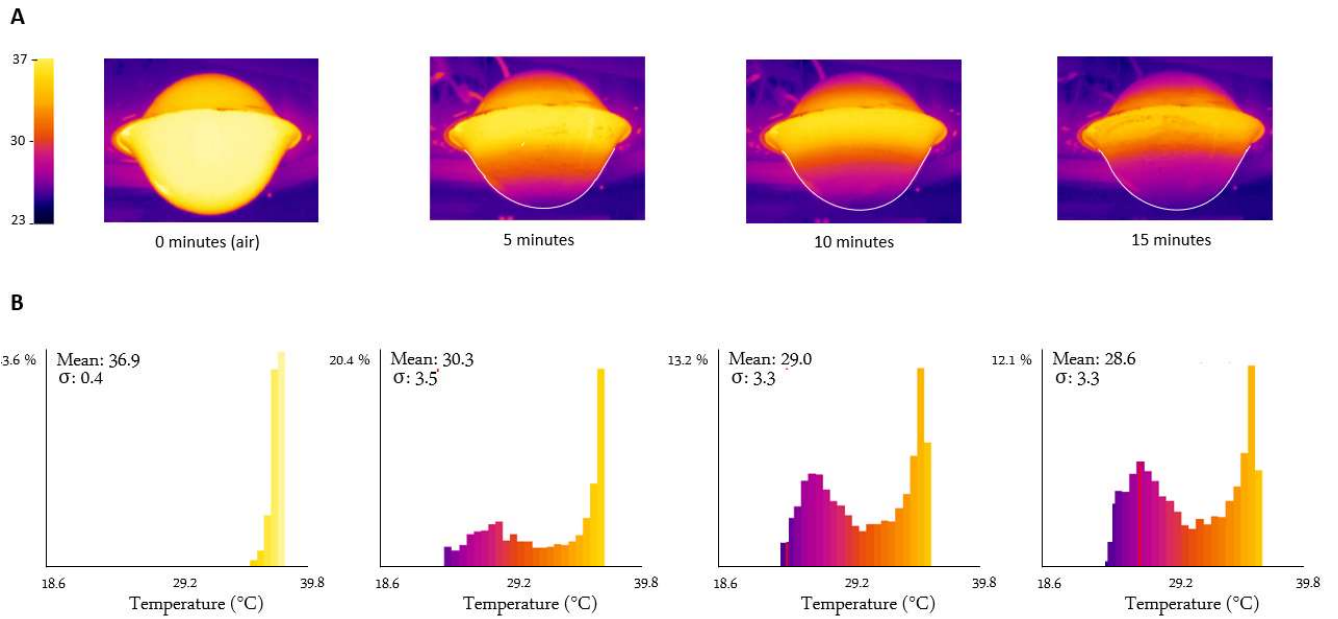 A
37
30
23
0 minutes (air)
5 minutes
10 minutes
15 minutes
B
3.6 %
Mean: 36.9
σ: 0.4
18.6
29.2
39.8
Temperature (°C)
20.4 %
Mean: 30.3
σ: 3.5
18.6
29.2
39.8
Temperature (°C)
13.2 %
Mean: 29.0
σ: 3.3
18.6
29.2
39.8
Temperature (°C)
12.1 %
Mean: 28.6
σ: 3.3
18.6
29.2
39.8
Temperature (°C)